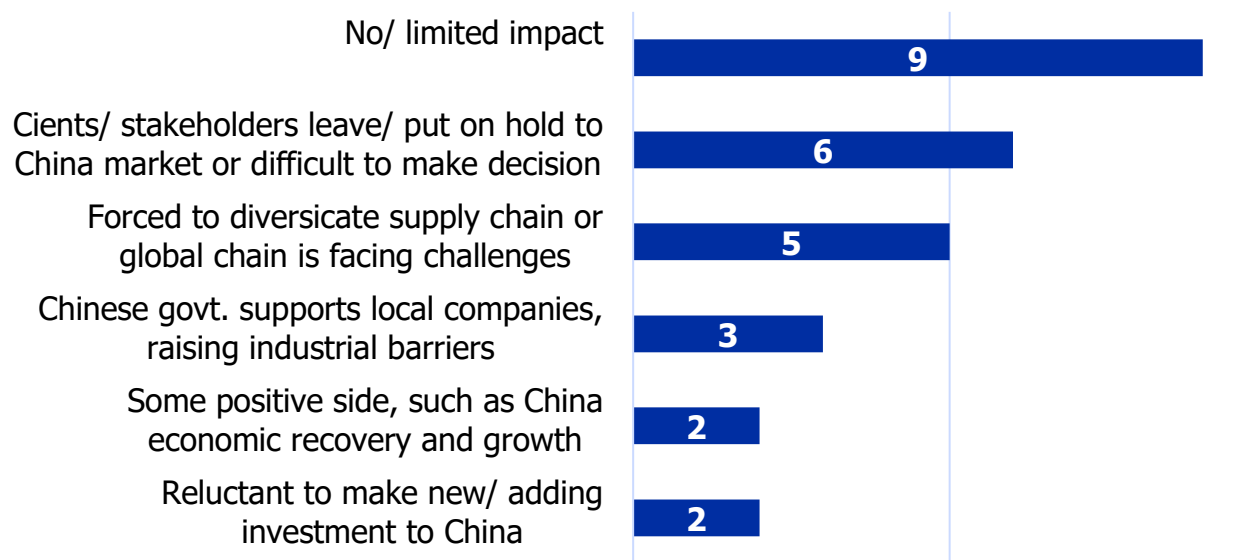 No/ limited impact
9
Cients/ stakeholders leave/ put on hold to
China market or difficult to make decision
6
Forced to diversicate supply chain or
global chain is facing challenges
5
Chinese govt. supports local companies,
raising industrial barriers
3
Some positive side, such as China
economic recovery and growth
2
Reluctant to make new/ adding
investment to China
2